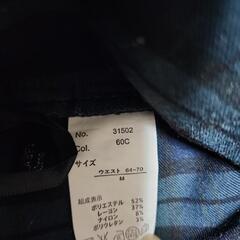 No. 31502
Col. 60C
サイズ
ウエスト 64-70
M
組成表示
ポリエステル 52%
レーヨン 37%
ナイロン 8%
ポリウレタン 3%